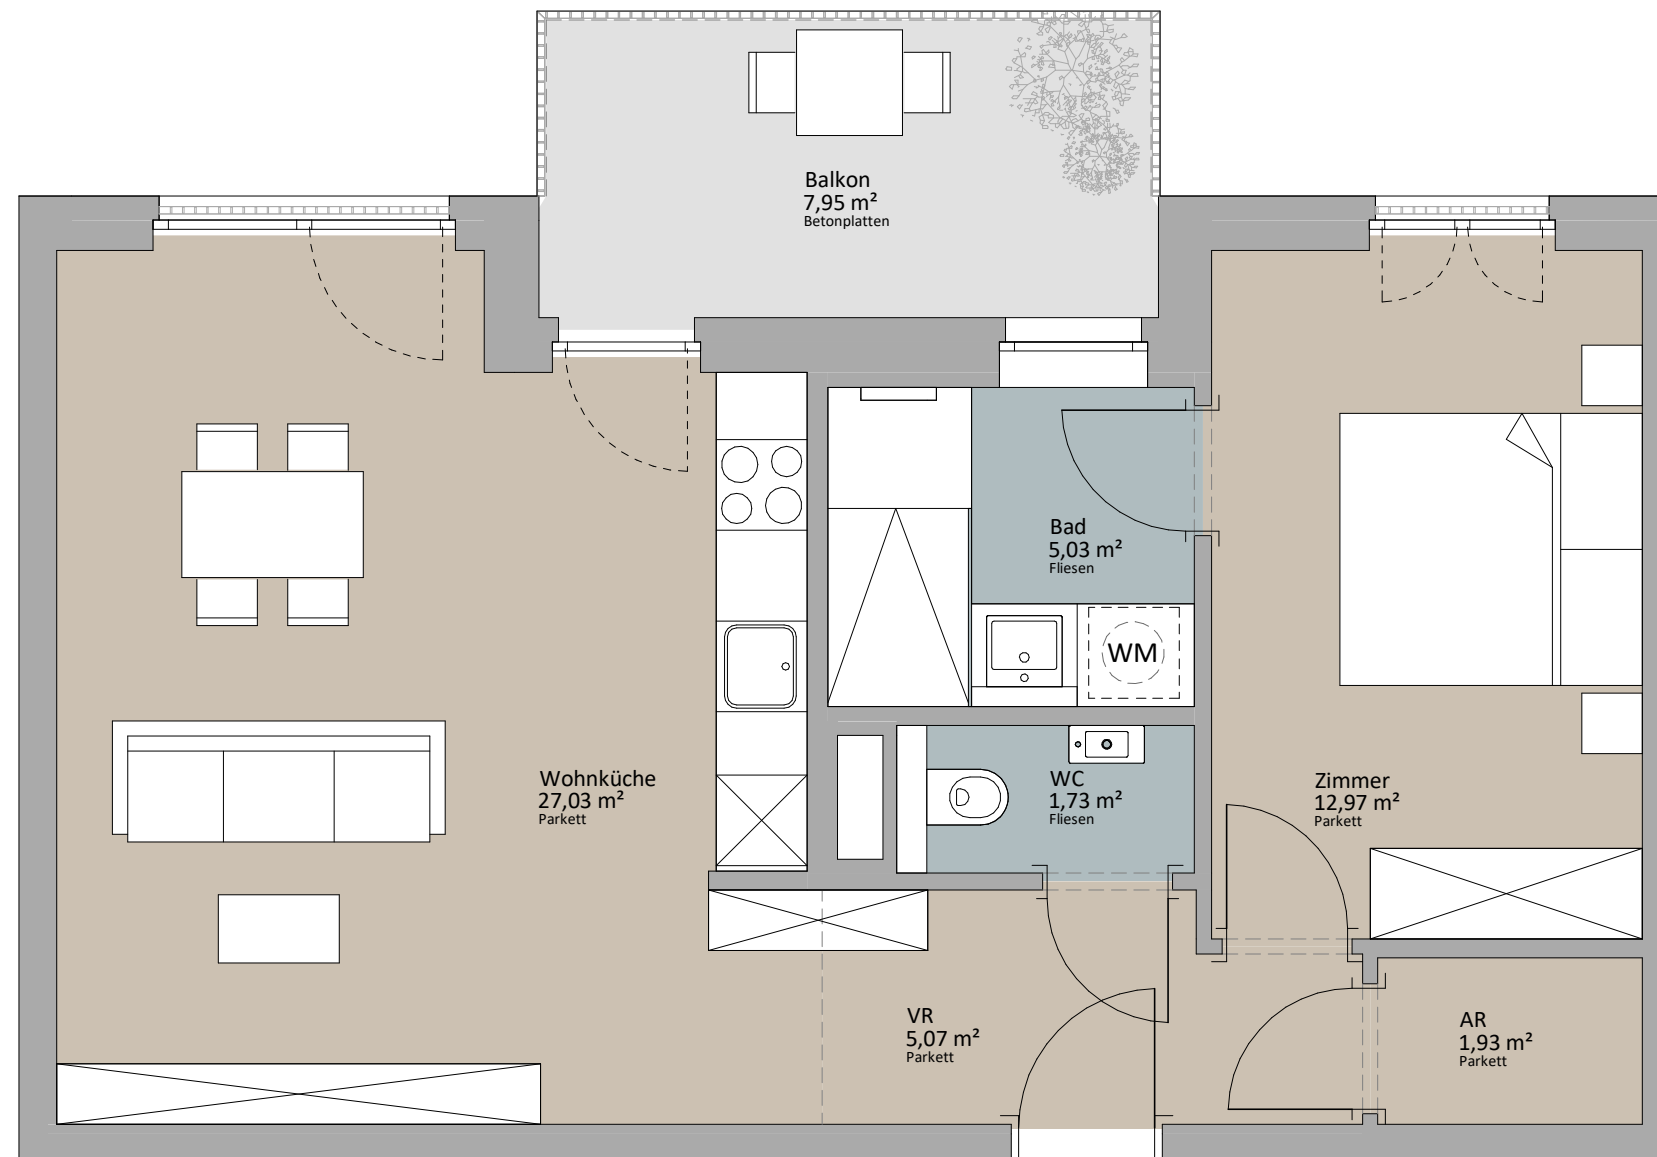 Balkon
7,95 m²
Betonplatten
Bad
5,03 m²
Fliesen
WM
Wohnküche
27,03 m²
Parkett
WC
1,73 m²
Fliesen
Zimmer
12,97 m²
Parkett
VR
5,07 m²
Parkett
AR
1,93 m²
Parkett